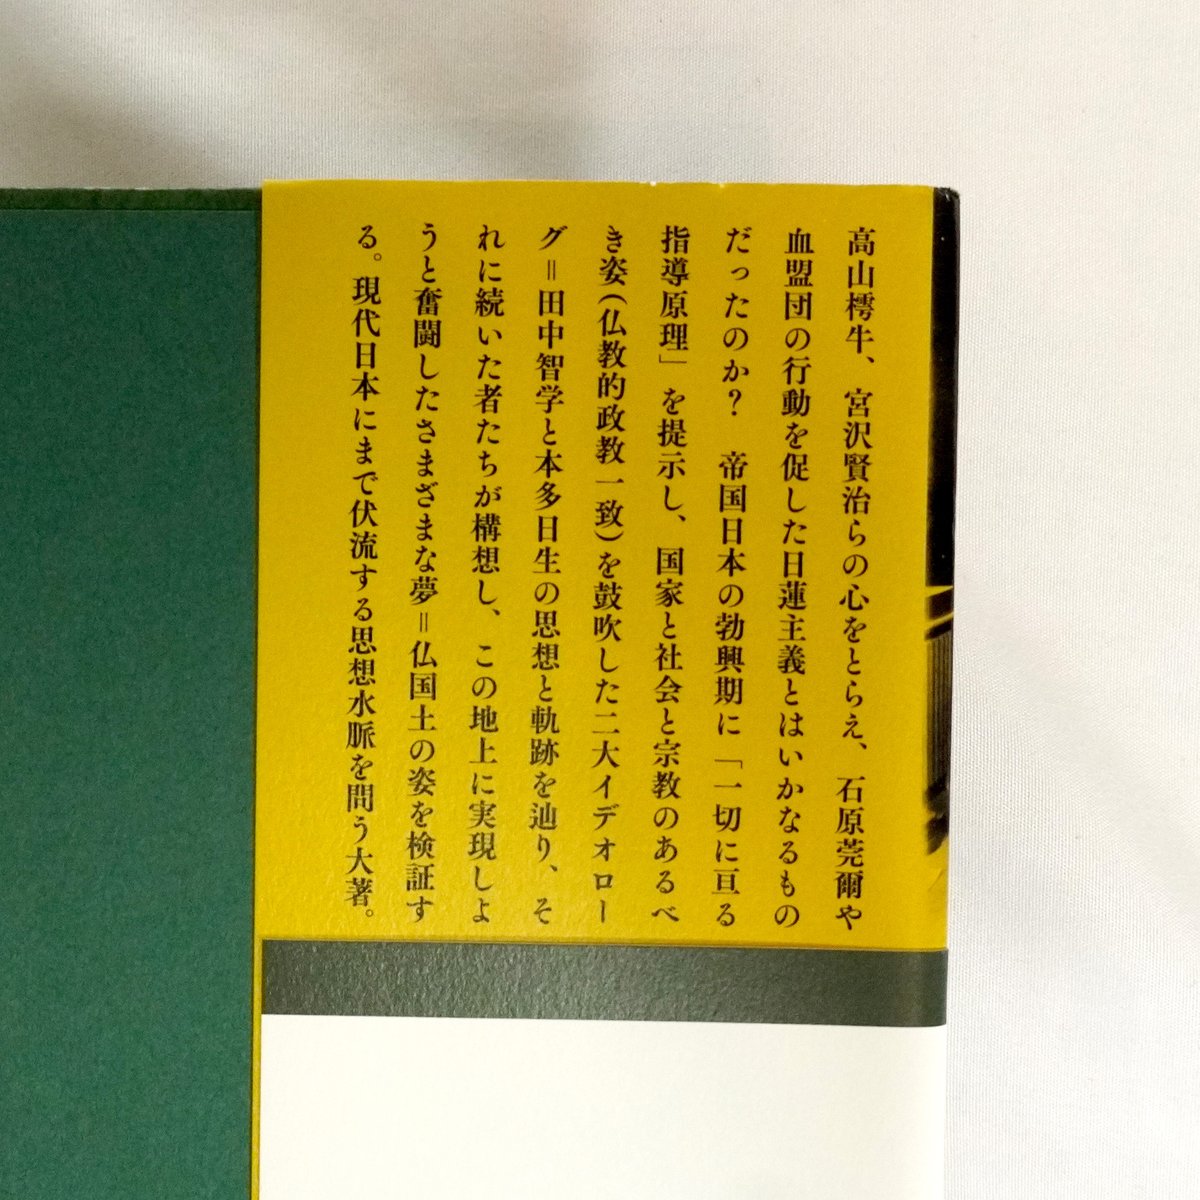 高山樗牛、宮沢賢治らの心をとらえ、石原莞爾や
血盟団の行動を促した日蓮主義とはいかなるもの
だったのか？　帝国日本の勃興期に「一切に亘る
指導原理」を提示し、国家と社会と宗教のあるべ
き姿（仏教的政教一致）を鼓吹した二大イデオロー
グ＝田中智学と本多日生の思想と軌跡を辿り、そ
れに続いた者たちが構想し、この地上に実現しよ
うと奮闘したさまざまな夢＝仏国土の姿を検証す
る。現代日本にまで伏流する思想水脈を問う大著。